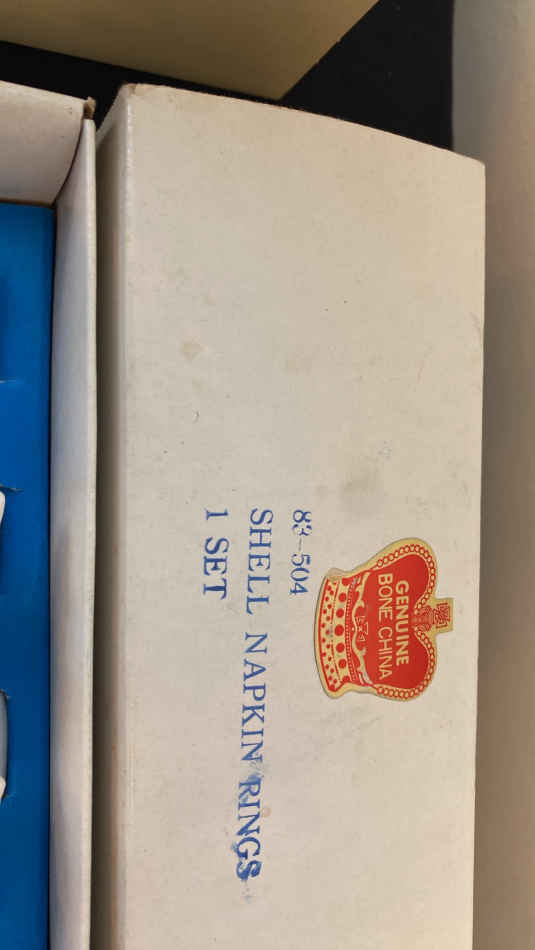 GENUINE
BONE CHINA
83-504
SHELL NAPKIN RINGS
1 SET